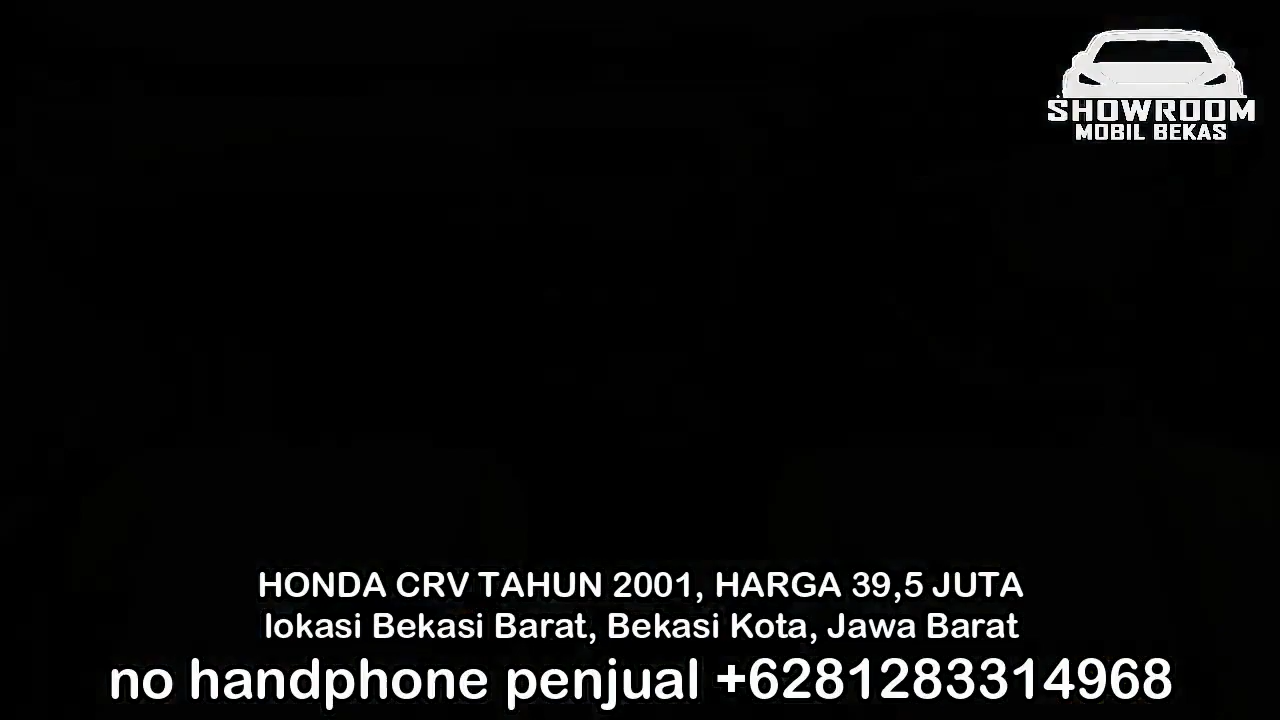 SHOWROOM
MOBIL BEKAS
HONDA CRV TAHUN 2001, HARGA 39,5 JUTA
lokasi Bekasi Barat, Bekasi Kota, Jawa Barat
no handphone penjual +6281283314968